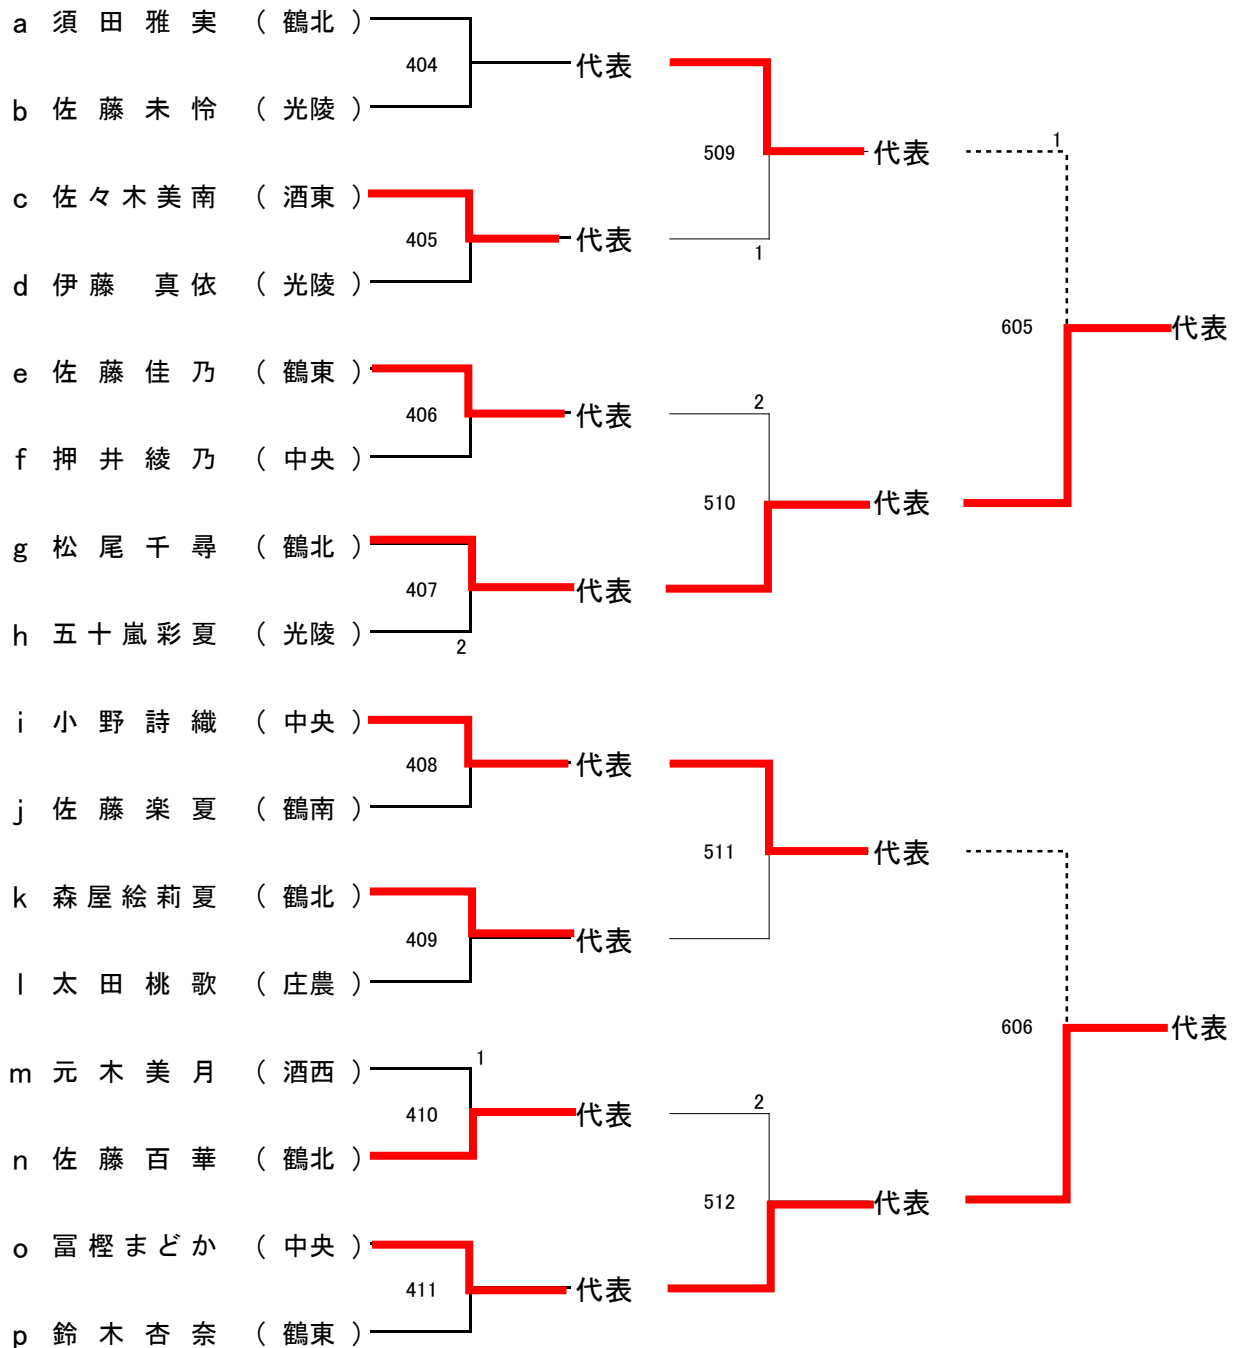 a 須田雅実 （ 鶴北 ）
404 代表
b 佐藤未怜 （ 光陵 ）
509 代表 1
c 佐々木美南 （ 酒東 ）
405 代表 1
d 伊藤 真依 （ 光陵 ）
605 代表
e 佐藤佳乃 （ 鶴東 ）
406 代表 2
f 押井綾乃 （ 中央 ）
510 代表
g 松尾千尋 （ 鶴北 ）
407 代表
h 五十嵐彩夏 （ 光陵 ） 2
i 小野詩織 （ 中央 ）
408 代表
j 佐藤楽夏 （ 鶴南 ）
511 代表
k 森屋絵莉夏 （ 鶴北 ）
409 代表
l 太田桃歌 （ 庄農 ）
606 代表
m 元木美月 （ 酒西 ） 1
410 代表 2
n 佐藤百華 （ 鶴北 ）
512 代表
o 冨樫まどか （ 中央 ）
411 代表
p 鈴木杏奈 （ 鶴東 ）